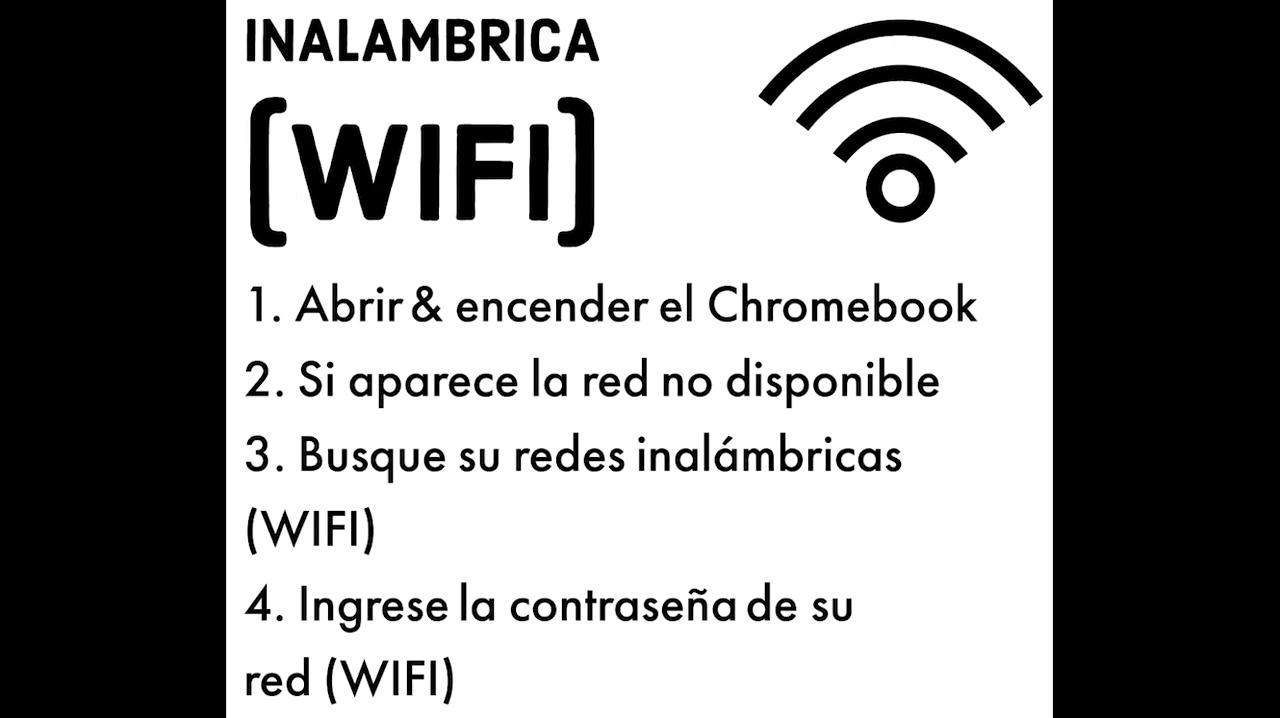 INALAMBRICA
(WIFI)
1. Abrir & encender el Chromebook
2. Si aparece la red no disponible
3. Busque su redes inalámbricas
(WIFI)
4. Ingrese la contraseña de su
red (WIFI)